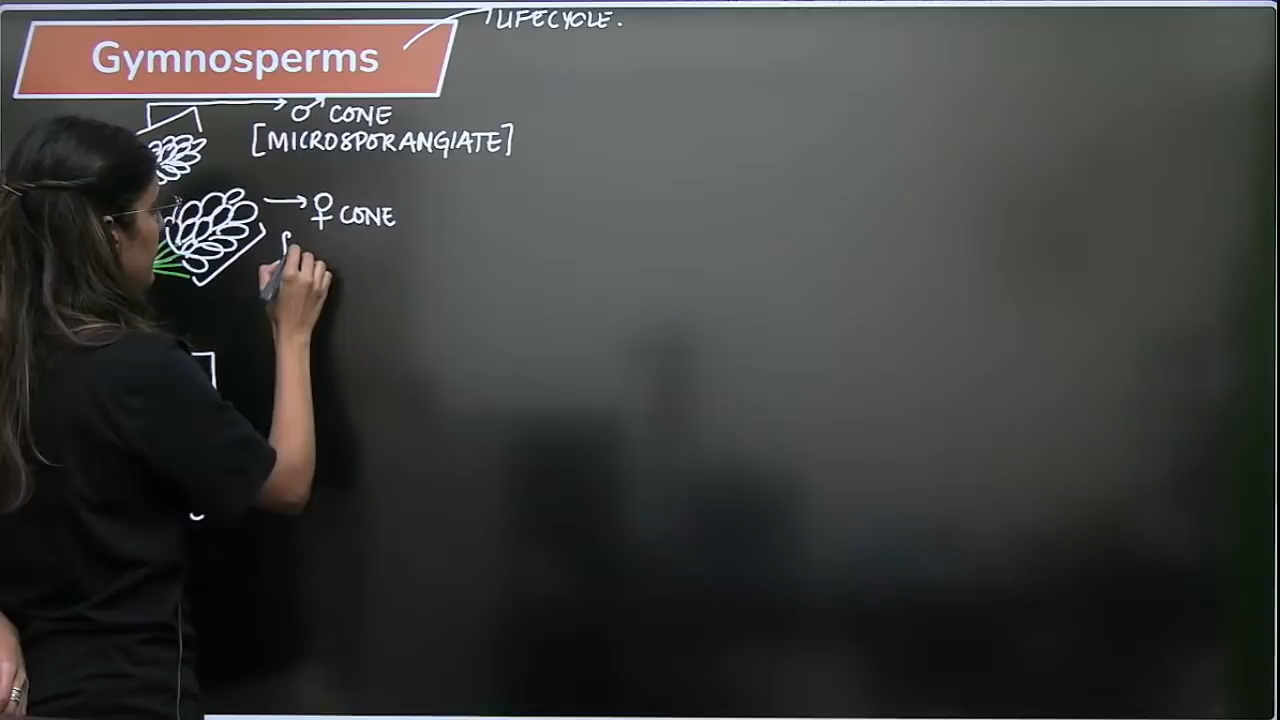 LIFECYCLE.
Gymnosperms
♂ CONE
[MICROSPORANGIATE]
♀ CONE
[